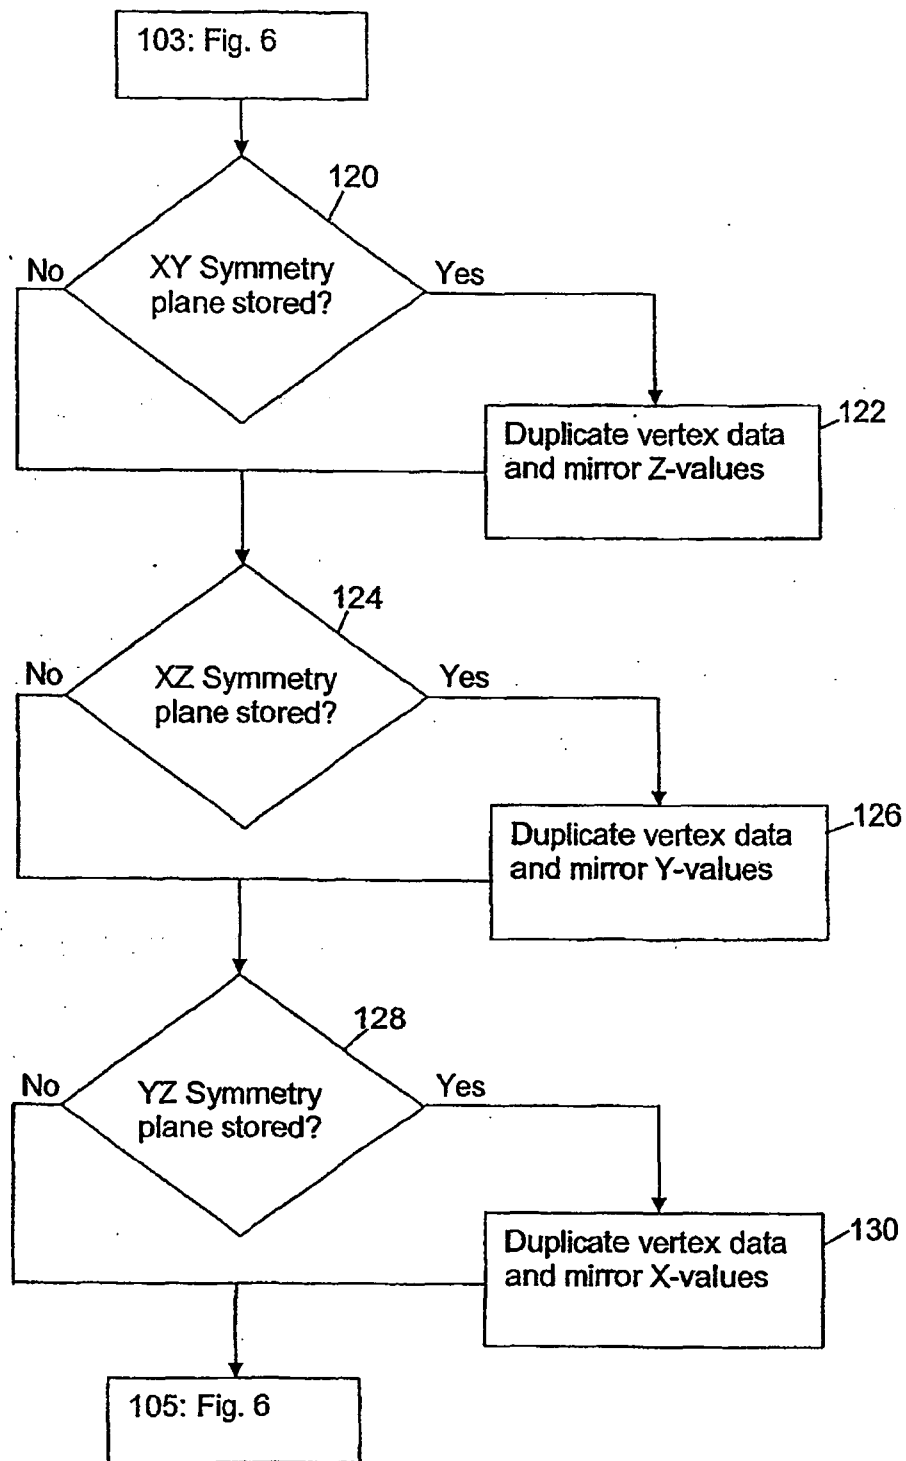 103: Fig. 6
120
XY Symmetry
plane stored?
No
Yes
122
Duplicate vertex data
and mirror Z-values
124
XZ Symmetry
plane stored?
No
Yes
126
Duplicate vertex data
and mirror Y-values
128
YZ Symmetry
plane stored?
No
Yes
130
Duplicate vertex data
and mirror X-values
105: Fig. 6